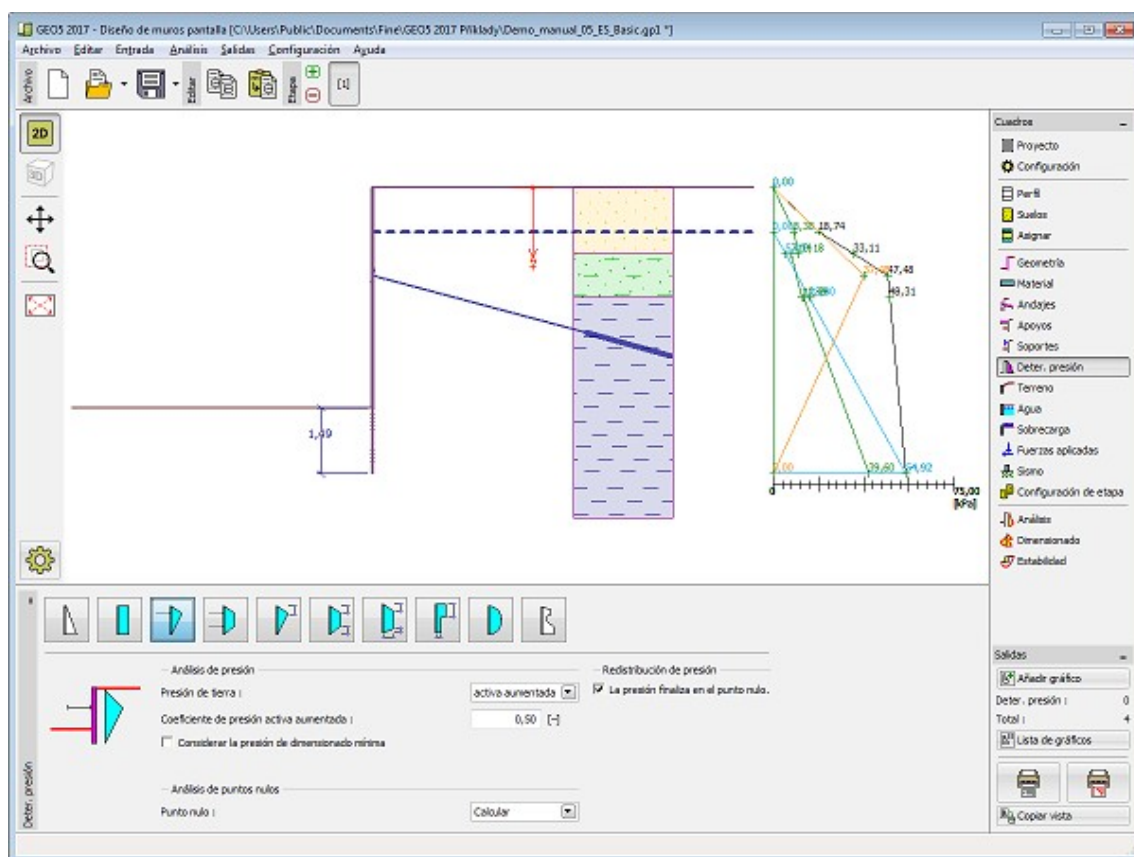 GEO5 2017 - Diseño de muros pantalla [C:\Users\Public\Documents\Fine\GEO5 2017 Příklady\Demo_manual_05_ES_Basic.gp1 *]
Archivo Editar Entrada Análisis Salidas Configuración Ayuda
Archivo
Editar
Etapa
[1]
2D
3D
0,00
18,74
33,11
47,48
49,31
1,49
0,00
39,60
54,92
0
75,00
[kPa]
Cuadros
Proyecto
Configuración
Perfil
Suelos
Asignar
Geometría
Material
Andajes
Apoyos
Soportes
Deter. presión
Terreno
Agua
Sobrecarga
Fuerzas aplicadas
Sismo
Configuración de etapa
Análisis
Dimensionado
Estabilidad
Deter. presión
Análisis de presión
Presión de tierra :
activa aumentada
Coeficiente de presión activa aumentada :
0,50 [-]
Considerar la presión de dimensionado mínima
Redistribución de presión
La presión finaliza en el punto nulo.
Análisis de puntos nulos
Punto nulo :
Calcular
Salidas
Añadir gráfico
Deter. presión : 0
Total : 4
Lista de gráficos
Copiar vista